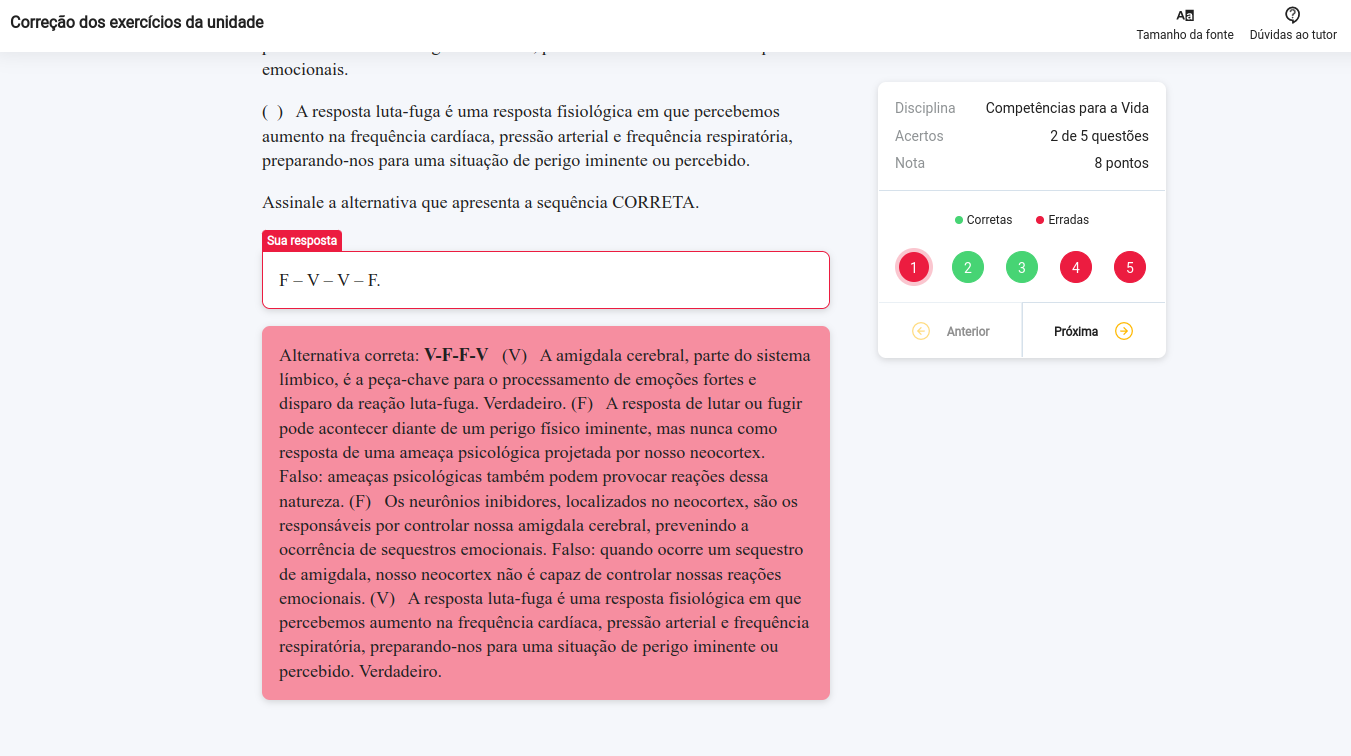 Correção dos exercícios da unidade
Tamanho da fonte
Dúvidas ao tutor
emocionais.
( ) A resposta luta-fuga é uma resposta fisiológica em que percebemos
aumento na frequência cardíaca, pressão arterial e frequência respiratória,
preparando-nos para uma situação de perigo iminente ou percebido.
Assinale a alternativa que apresenta a sequência CORRETA.
Sua resposta
F – V – V – F.
Alternativa correta: V-F-F-V (V) A amigdala cerebral, parte do sistema
límbico, é a peça-chave para o processamento de emoções fortes e
disparo da reação luta-fuga. Verdadeiro. (F) A resposta de lutar ou fugir
pode acontecer diante de um perigo físico iminente, mas nunca como
resposta de uma ameaça psicológica projetada por nosso neocortex.
Falso: ameaças psicológicas também podem provocar reações dessa
natureza. (F) Os neurônios inibidores, localizados no neocortex, são os
responsáveis por controlar nossa amigdala cerebral, prevenindo a
ocorrência de sequestros emocionais. Falso: quando ocorre um sequestro
de amigdala, nosso neocortex não é capaz de controlar nossas reações
emocionais. (V) A resposta luta-fuga é uma resposta fisiológica em que
percebemos aumento na frequência cardíaca, pressão arterial e frequência
respiratória, preparando-nos para uma situação de perigo iminente ou
percebido. Verdadeiro.
Disciplina Competências para a Vida
Acertos 2 de 5 questões
Nota 8 pontos
Corretas Erradas
1 2 3 4 5
Anterior Próxima